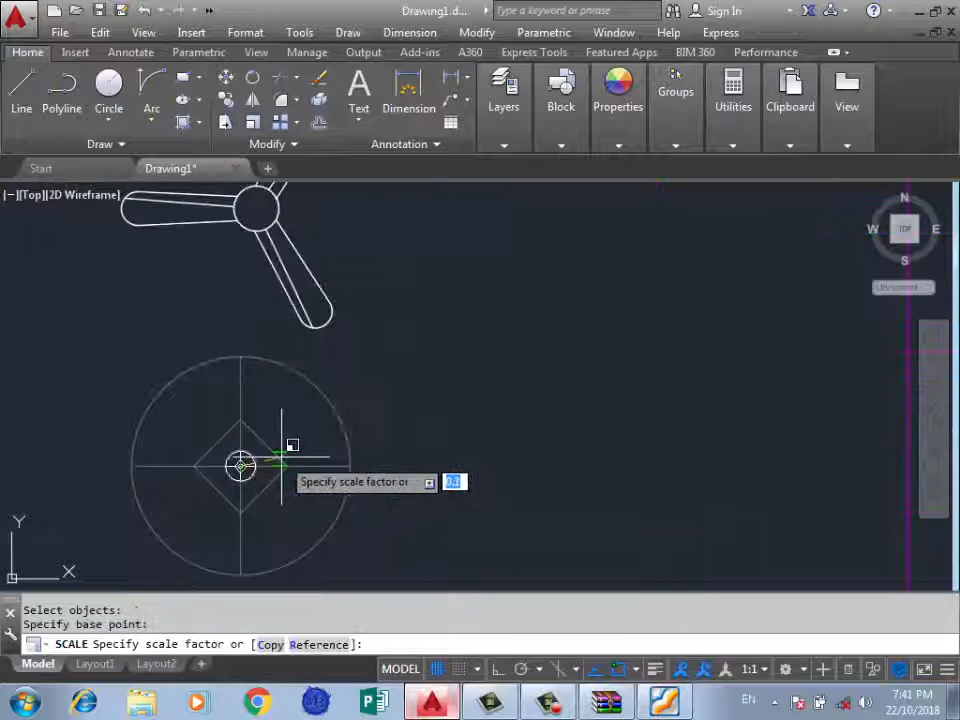 Drawing1.d...
Type a keyword or phrase
Sign In
File Edit View Insert Format Tools Draw Dimension Modify Parametric Window Help Express
Home Insert Annotate Parametric View Manage Output Add-ins A360 Express Tools Featured Apps BIM 360 Performance
Line Polyline Circle Arc Text Dimension Layers Block Properties Groups Utilities Clipboard View
Draw Modify Annotation
Start Drawing1*
[−][Top][2D Wireframe]
N
W TOP E
S
Unnamed
Specify scale factor or 0.1
Y
X
Select objects:
Specify base point:
SCALE Specify scale factor or [Copy Reference]:
Model Layout1 Layout2 + MODEL 1:1
EN 7:41 PM
22/10/2018